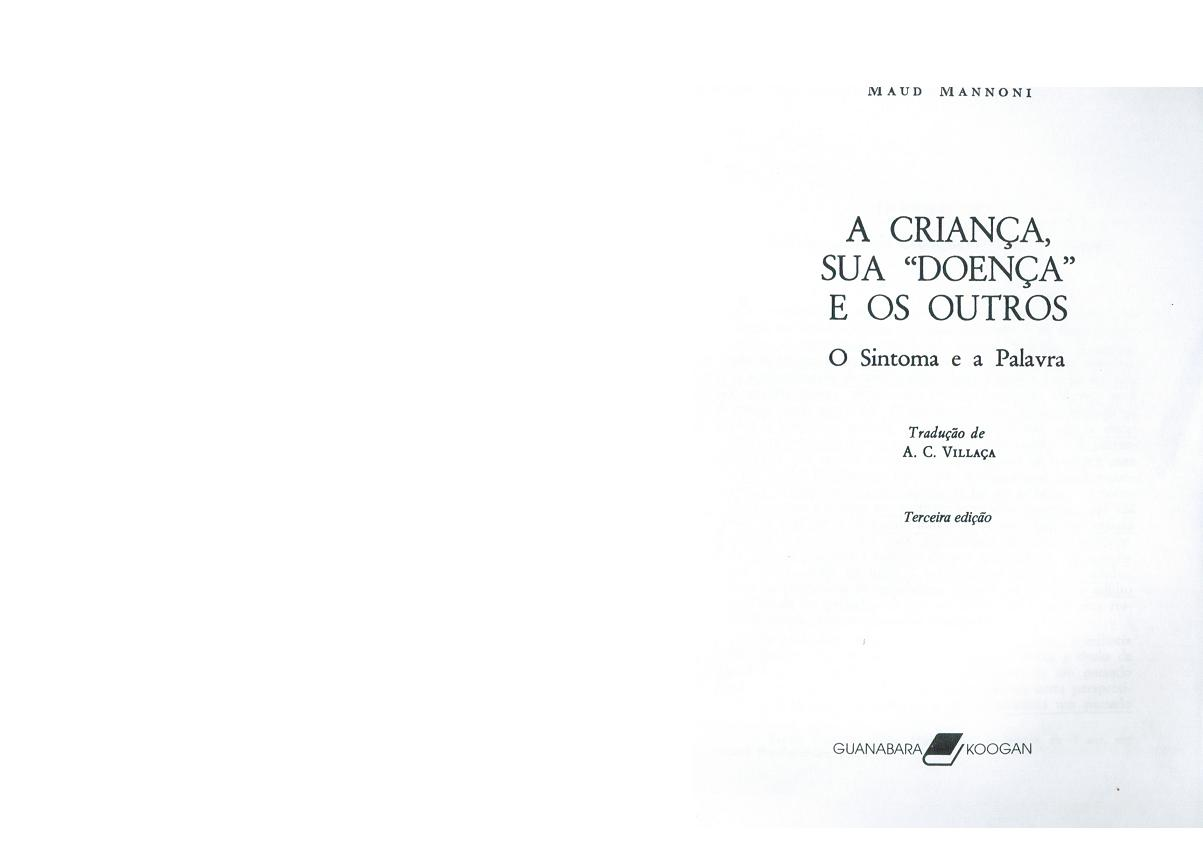 MAUD MANNONI
A CRIANÇA,
SUA “DOENÇA”
E OS OUTROS
O Sintoma e a Palavra
Tradução de
A. C. VILLAÇA
Terceira edição
GUANABARA KOOGAN